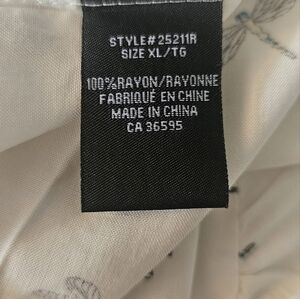 STYLE# 25211R
SIZE XL/TG
100% RAYON/RAYONNE
FABRIQUÉ EN CHINE
MADE IN CHINA
CA 36595